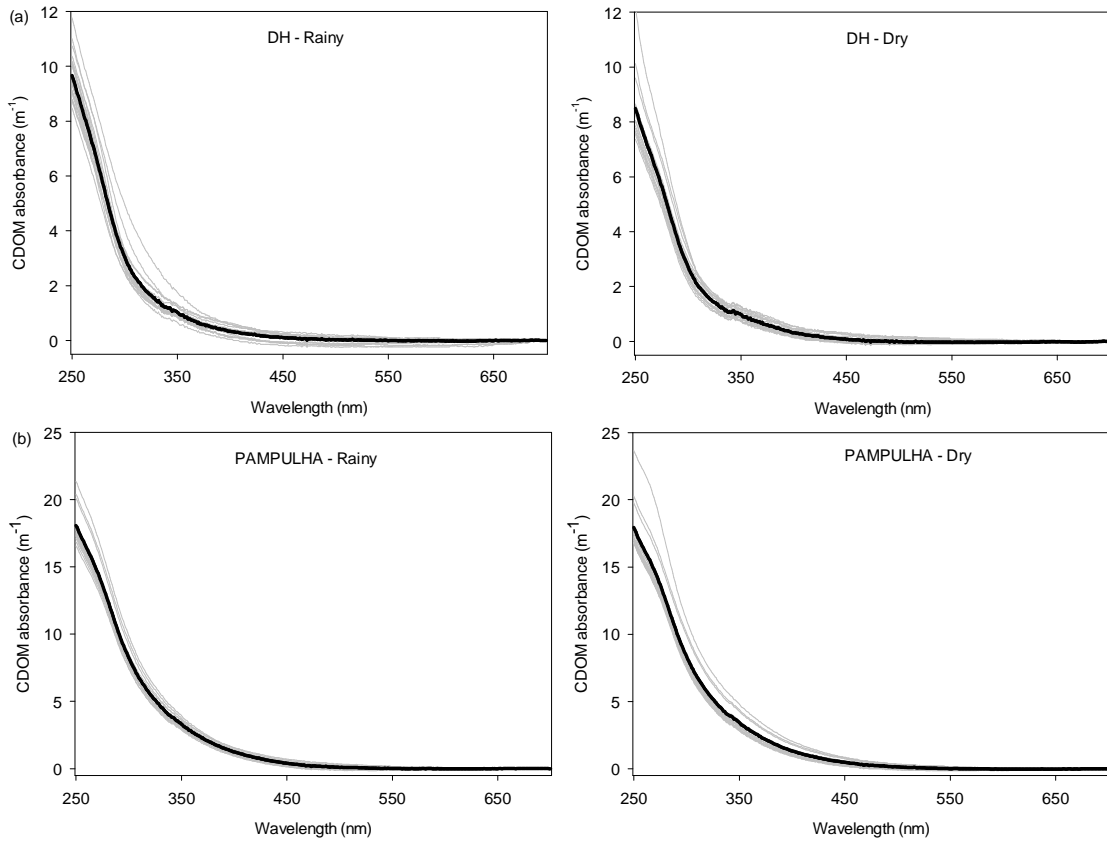 (a)
DH - Rainy
CDOM absorbance (m⁻¹)
12
10
8
6
4
2
0
250 350 450 550 650
Wavelength (nm)
DH - Dry
CDOM absorbance (m⁻¹)
12
10
8
6
4
2
0
250 350 450 550 650
Wavelength (nm)
(b)
PAMPULHA - Rainy
CDOM absorbance (m⁻¹)
25
20
15
10
5
0
250 350 450 550 650
Wavelength (nm)
PAMPULHA - Dry
CDOM absorbance (m⁻¹)
25
20
15
10
5
0
250 350 450 550 650
Wavelength (nm)